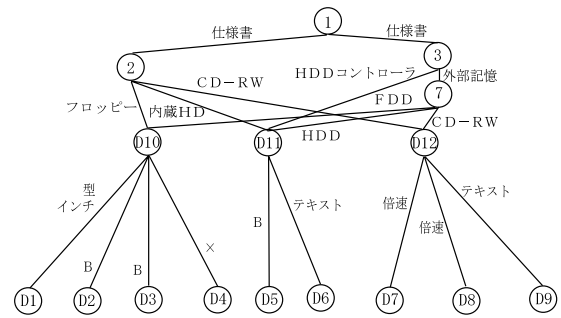 1
仕様書
仕様書
2
3
HDDコントローラ
外部記憶
CD－RW
7
フロッピー
内蔵HD
FDD
CD－RW
HDD
D10
D11
D12
型
インチ
B
B
×
B
テキスト
倍速
倍速
テキスト
D1
D2
D3
D4
D5
D6
D7
D8
D9